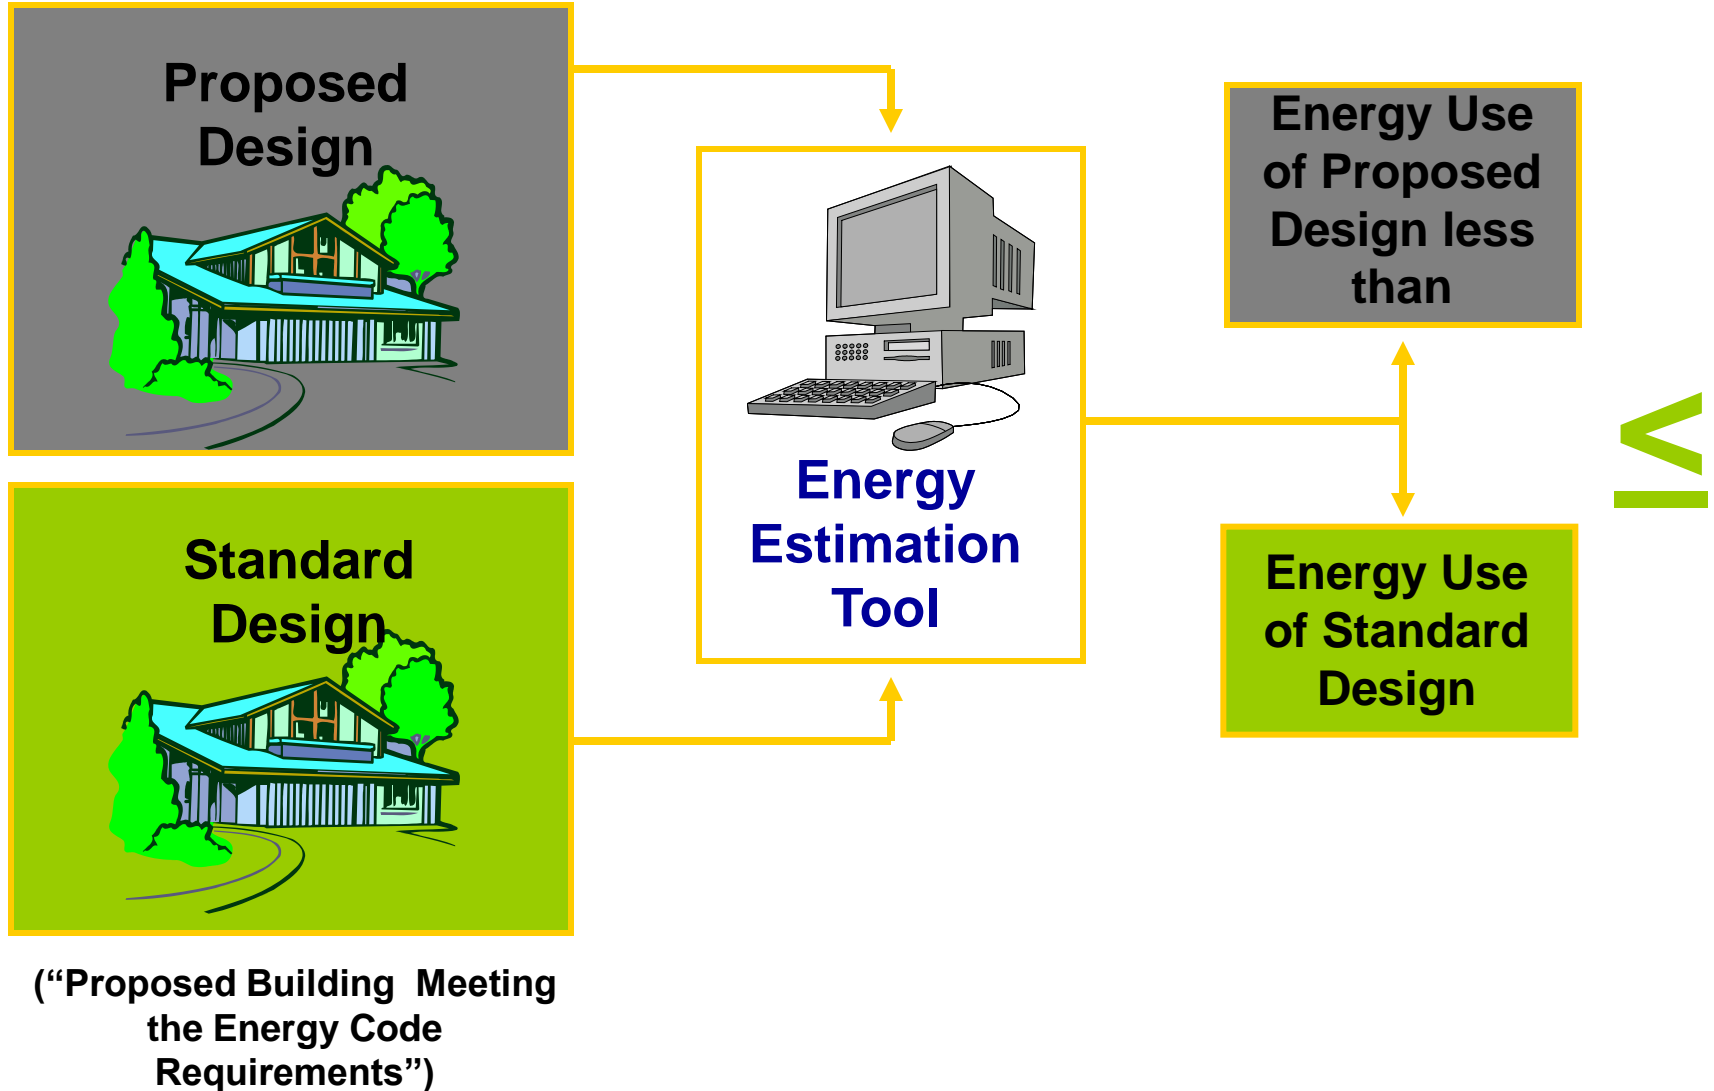 Proposed
Design
Energy Use
of Proposed
Design less
than
≤
Energy
Estimation
Tool
Standard
Design
Energy Use
of Standard
Design
(“Proposed Building  Meeting
the Energy Code
Requirements”)